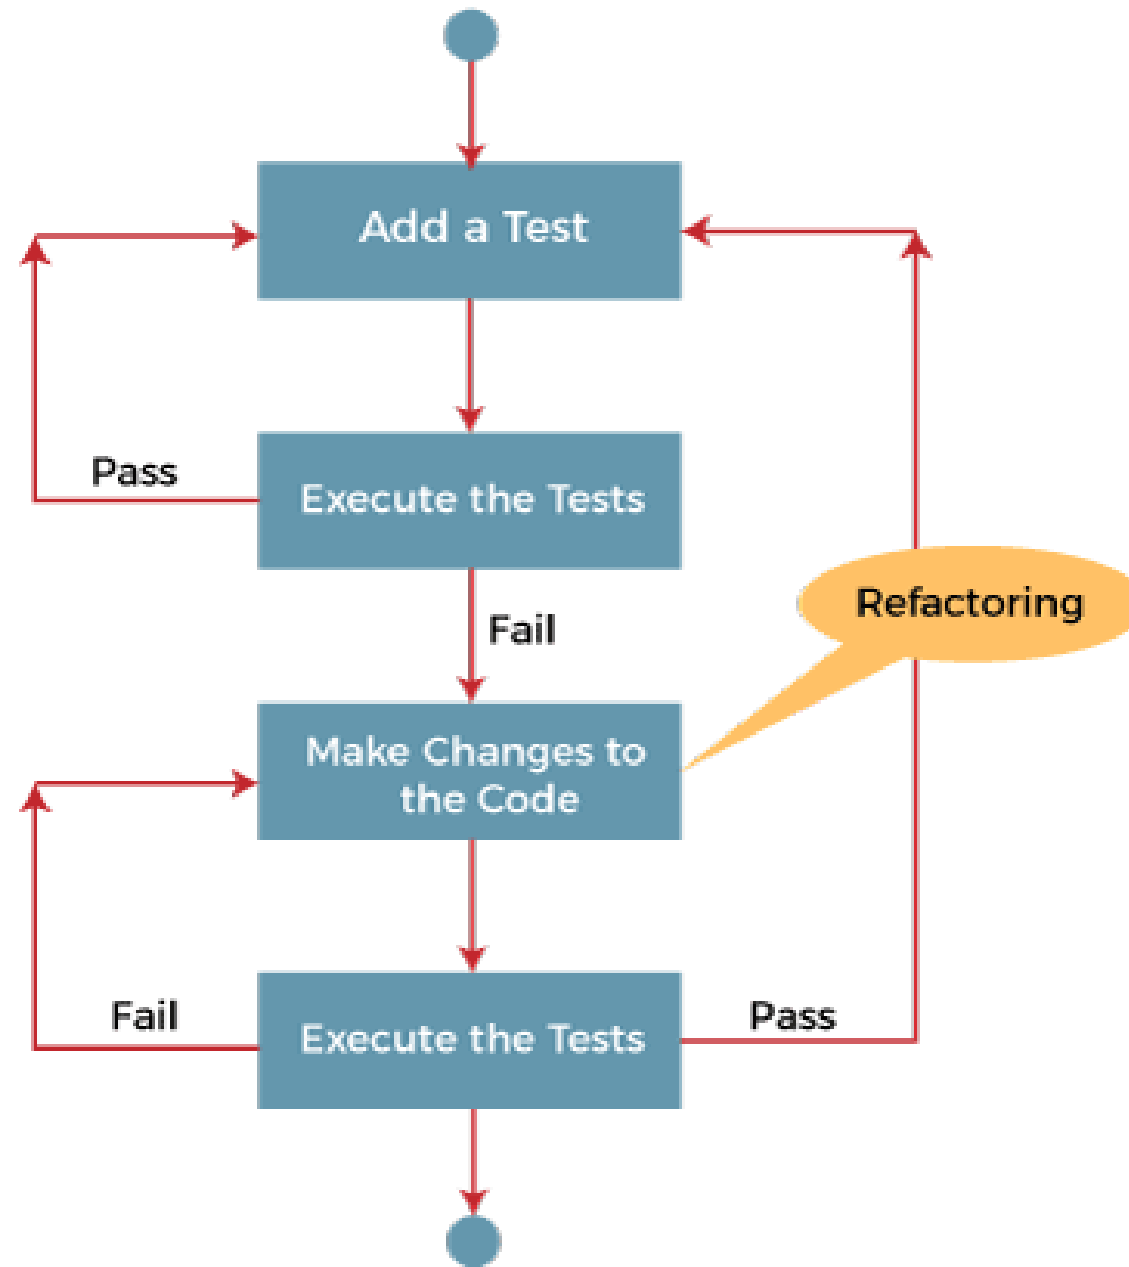 Add a Test
Pass
Execute the Tests
Fail
Refactoring
Make Changes to
the Code
Fail
Pass
Execute the Tests